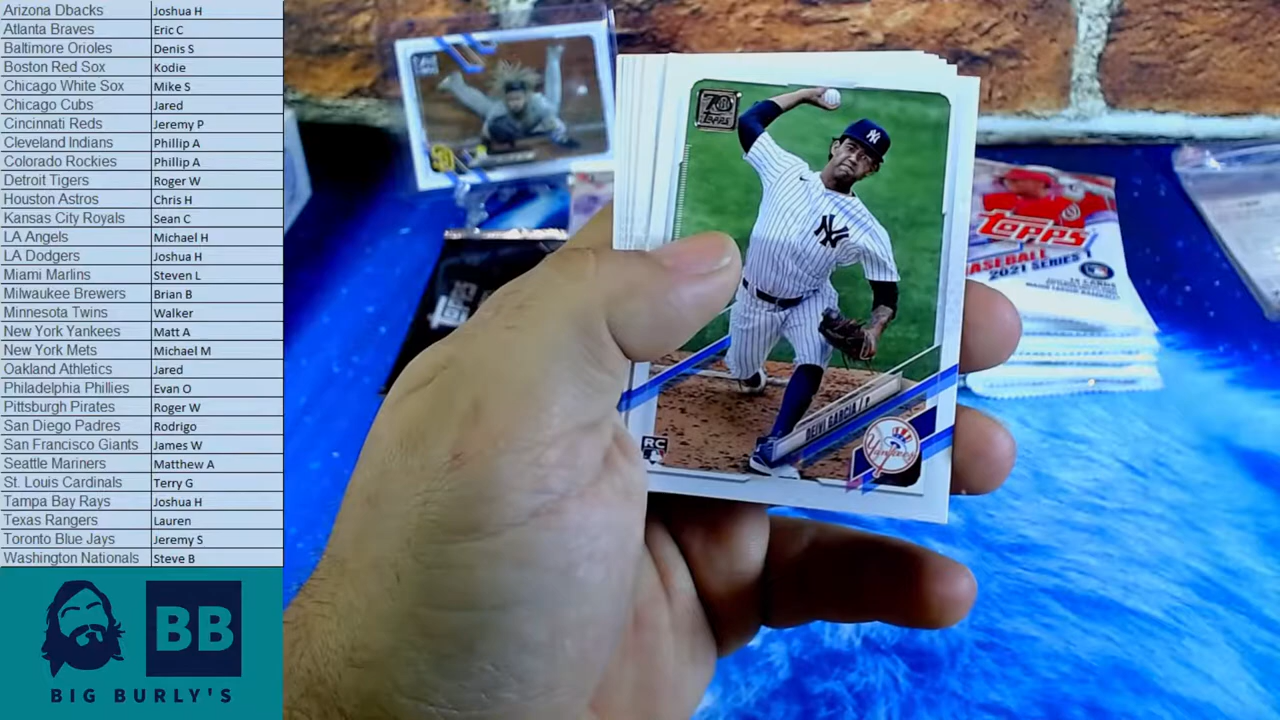 Arizona Dbacks Joshua H
Atlanta Braves Eric C
Baltimore Orioles Denis S
Boston Red Sox Kodie
Chicago White Sox Mike S
Chicago Cubs Jared
Cincinnati Reds Jeremy P
Cleveland Indians Phillip A
Colorado Rockies Phillip A
Detroit Tigers Roger W
Houston Astros Chris H
Kansas City Royals Sean C
LA Angels Michael H
LA Dodgers Joshua H
Miami Marlins Steven L
Milwaukee Brewers Brian B
Minnesota Twins Walker
New York Yankees Matt A
New York Mets Michael M
Oakland Athletics Jared
Philadelphia Phillies Evan O
Pittsburgh Pirates Roger W
San Diego Padres Rodrigo
San Francisco Giants James W
Seattle Mariners Matthew A
St. Louis Cardinals Terry G
Tampa Bay Rays Joshua H
Texas Rangers Lauren
Toronto Blue Jays Jeremy S
Washington Nationals Steve B
BB
BIG BURLY'S
70
TOPPS
NY
NY
DEIVI GARCIA / P
RC
Yankees
SD
topps
BASEBALL
2021 SERIES 1